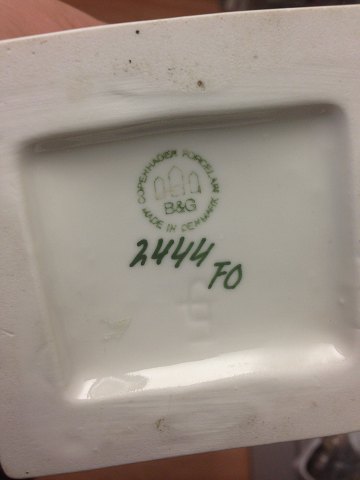 COPENHAGEN PORCELAIN
B&G
MADE IN DENMARK
2444
FO